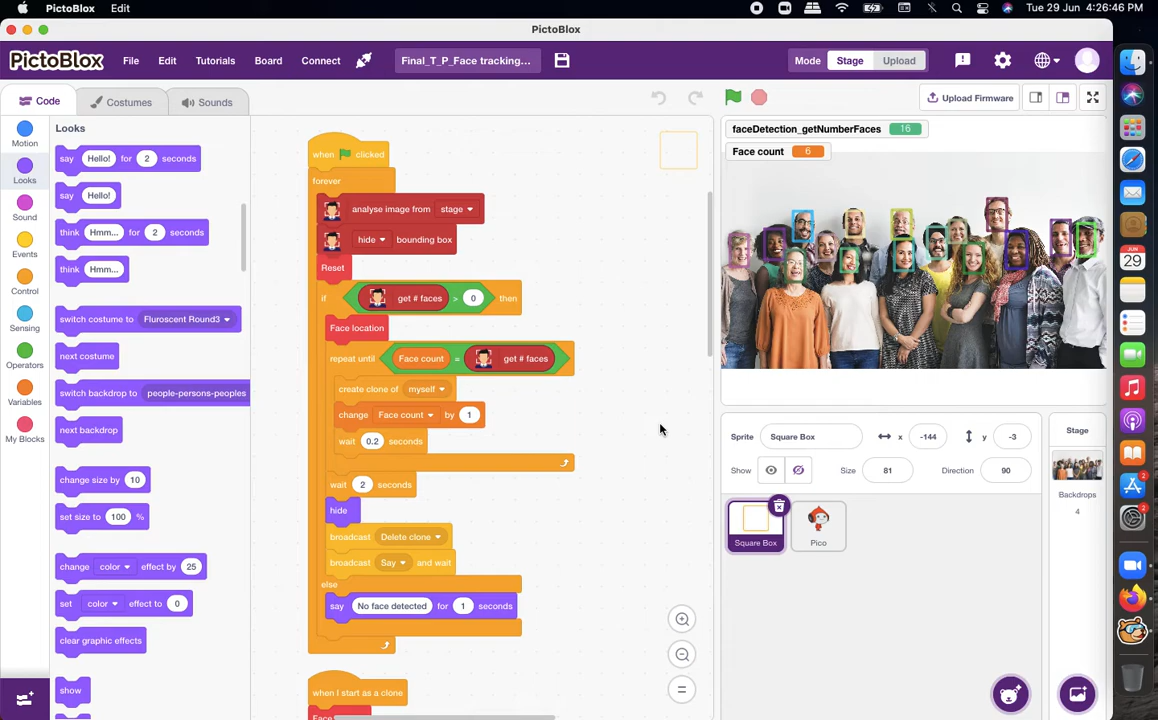 PictoBlox Edit Tue 29 Jun 4:26:46 PM
PictoBlox
PictoBlox File Edit Tutorials Board Connect Final_T_P_Face tracking... Mode Stage Upload
Code Costumes Sounds Upload Firmware
Motion
Looks
Sound
Events
Control
Sensing
Operators
Variables
My Blocks
Looks
say Hello! for 2 seconds
say Hello!
think Hmm... for 2 seconds
think Hmm...
switch costume to Fluroscent Round3
next costume
switch backdrop to people-persons-peoples
next backdrop
change size by 10
set size to 100 %
change color effect by 25
set color effect to 0
clear graphic effects
show
when clicked
forever
analyse image from stage
hide bounding box
Reset
if get # faces > 0 then
Face location
repeat until Face count = get # faces
create clone of myself
change Face count by 1
wait 0.2 seconds
wait 2 seconds
hide
broadcast Delete clone
broadcast Say and wait
else
say No face detected for 1 seconds
when I start as a clone
faceDetection_getNumberFaces 16
Face count 6
Sprite Square Box x -144 y -3
Show Size 81 Direction 90
Square Box
Pico
Stage
Backdrops
4
29
2
2